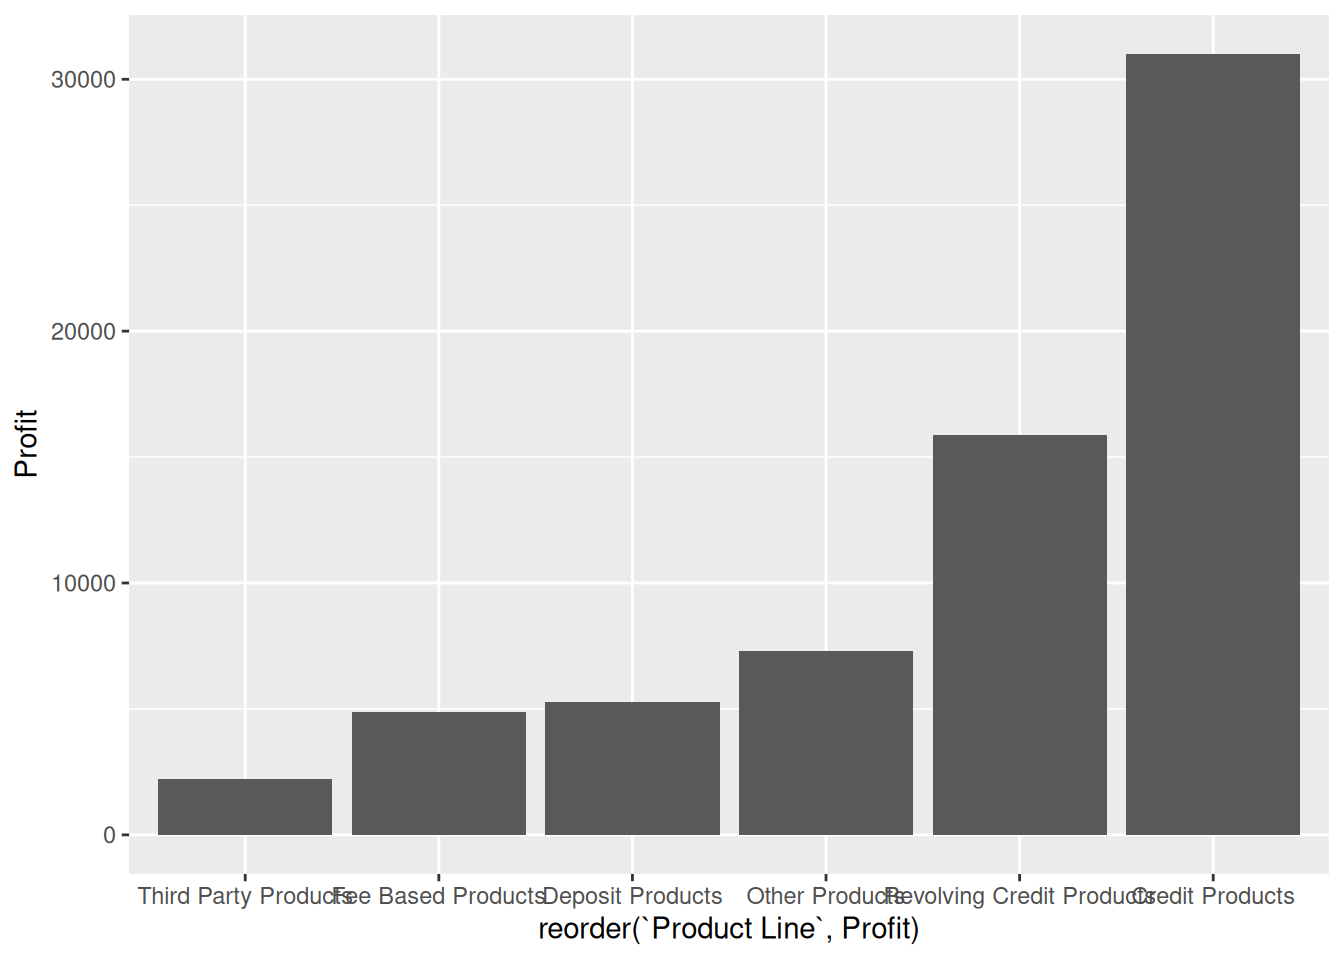 30000
20000
10000
0
Profit
Third Party Products Fee Based Products Deposit Products Other Products Revolving Credit Products Credit Products
reorder(`Product Line`, Profit)